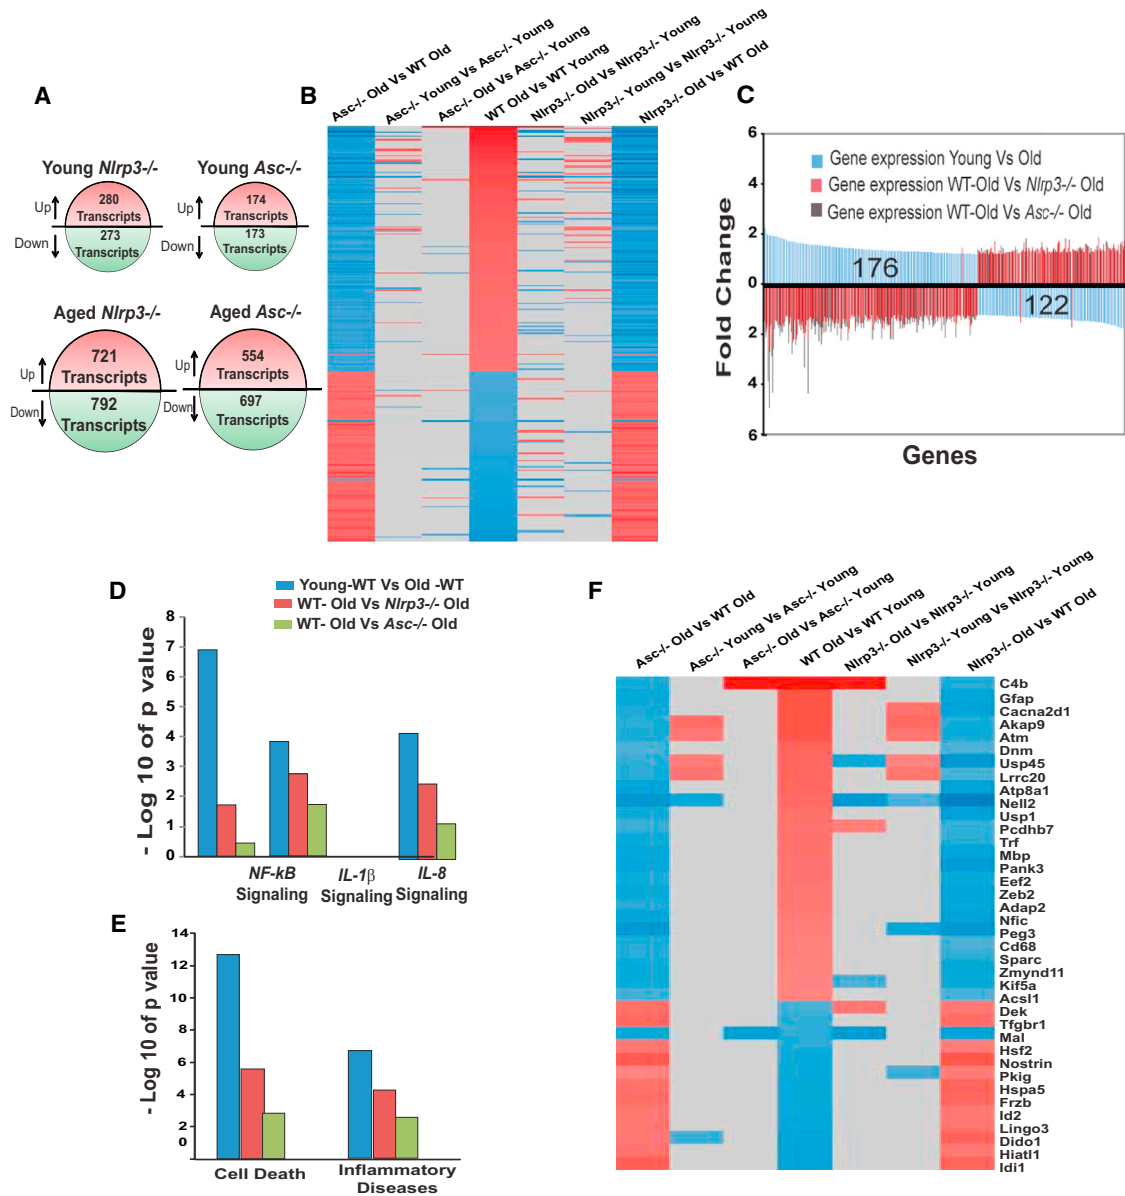 A
Young Nlrp3-/-
Up
280
Transcripts
Down
273
Transcripts
Young Asc-/-
Up
174
Transcripts
Down
173
Transcripts
Aged Nlrp3-/-
Up
721
Transcripts
Down
792
Transcripts
Aged Asc-/-
Up
554
Transcripts
Down
697
Transcripts
B
Asc-/- Old Vs WT Old
Asc-/- Young Vs Asc-/- Young
Asc-/- Old Vs Asc-/- Young
WT Old Vs WT Young
Nlrp3-/- Old Vs Nlrp3-/- Young
Nlrp3-/- Young Vs Nlrp3-/- Young
Nlrp3-/- Old Vs WT Old
C
Fold Change
6
4
2
0
2
4
6
Gene expression Young Vs Old
Gene expression WT-Old Vs Nlrp3-/- Old
Gene expression WT-Old Vs Asc-/- Old
176
122
Genes
D
Young-WT Vs Old -WT
WT- Old Vs Nlrp3-/- Old
WT- Old Vs Asc-/- Old
- Log 10 of p value
8
7
6
5
4
3
2
1
0
NF-kB
Signaling
IL-1β
Signaling
IL-8
Signaling
E
- Log 10 of p value
14
12
10
8
6
4
2
0
Cell Death
Inflammatory
Diseases
F
Asc-/- Old Vs WT Old
Asc-/- Young Vs Asc-/- Young
Asc-/- Old Vs Asc-/- Young
WT Old Vs WT Young
Nlrp3-/- Old Vs Nlrp3-/- Young
Nlrp3-/- Young Vs Nlrp3-/- Young
Nlrp3-/- Old Vs WT Old
C4b
Gfap
Cacna2d1
Akap9
Atm
Dnm
Usp45
Lrrc20
Atp8a1
Nell2
Usp1
Pcdhb7
Trf
Mbp
Pank3
Eef2
Zeb2
Adap2
Nfic
Peg3
Cd68
Sparc
Zmynd11
Kif5a
Acsl1
Dek
Tfgbr1
Mal
Hsf2
Nostrin
Pkig
Hspa5
Frzb
Id2
Lingo3
Dido1
Hiatl1
Idi1